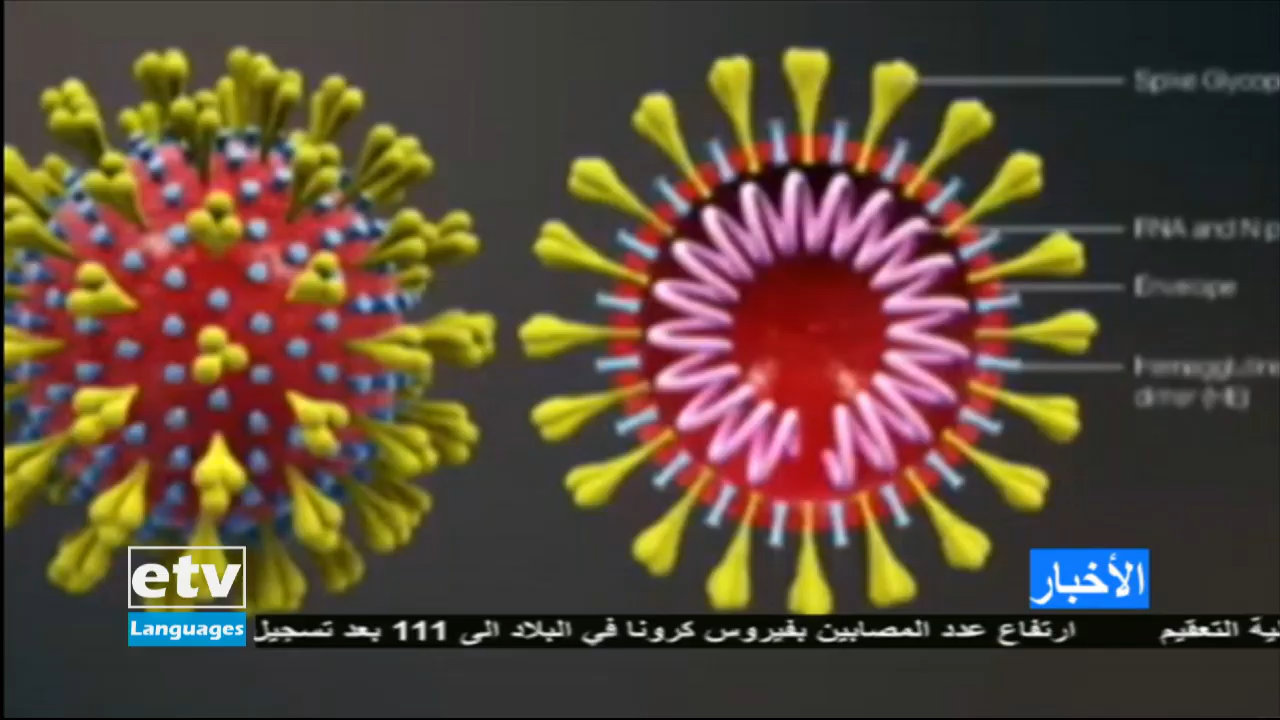 Spike Glycop
RNA and N p
Envelope
dimer (HE)
etv
Languages
الأخبار
لية التعقيم
ارتفاع عدد المصابين بفيروس كرونا في البلاد الى 111 بعد تسجيل